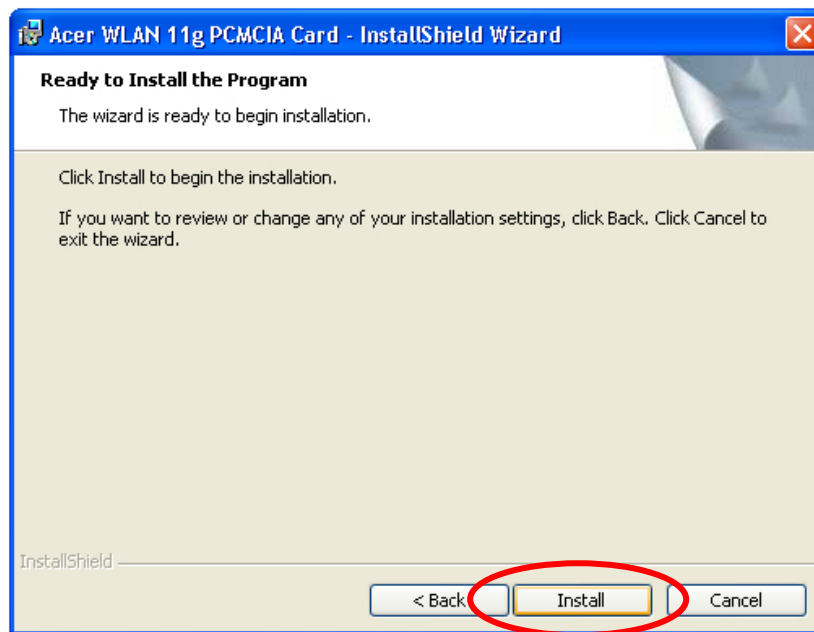 Acer WLAN 11g PCMCIA Card - InstallShield Wizard
Ready to Install the Program
The wizard is ready to begin installation.
Click Install to begin the installation.
If you want to review or change any of your installation settings, click Back. Click Cancel to
exit the wizard.
InstallShield
< Back Install Cancel